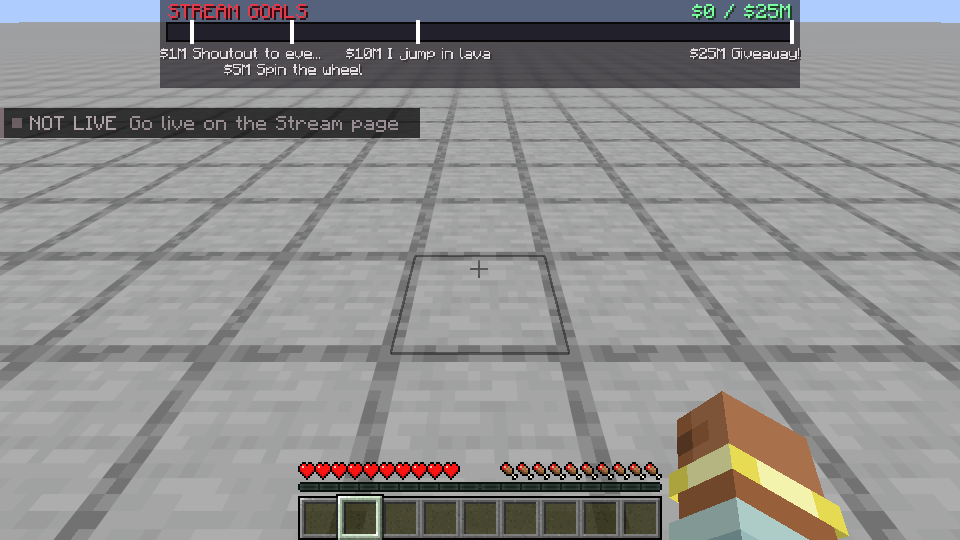 STREAM GOALS $0 / $25M
$1M Shoutout to eve... $10M I jump in lava $25M Giveaway!
$5M Spin the wheel
NOT LIVE Go live on the Stream page